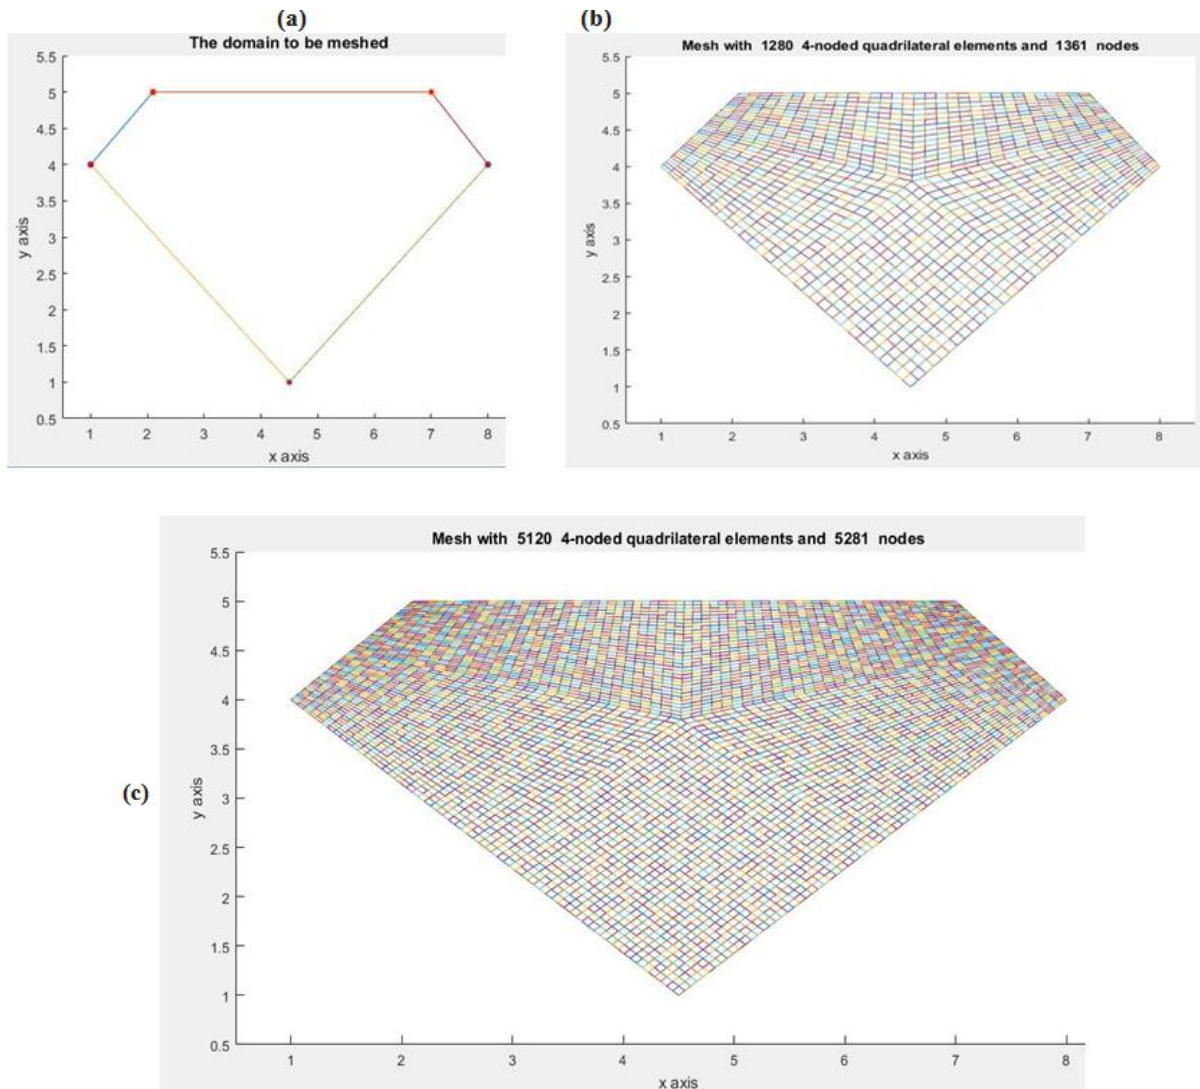 (a)
The domain to be meshed
5.5
5
4.5
4
3.5
3
2.5
2
1.5
1
0.5
y axis
1 2 3 4 5 6 7 8
x axis
(b)
Mesh with 1280 4-noded quadrilateral elements and 1361 nodes
5.5
5
4.5
4
3.5
3
2.5
2
1.5
1
0.5
y axis
1 2 3 4 5 6 7 8
x axis
(c)
Mesh with 5120 4-noded quadrilateral elements and 5281 nodes
5.5
5
4.5
4
3.5
3
2.5
2
1.5
1
0.5
y axis
1 2 3 4 5 6 7 8
x axis